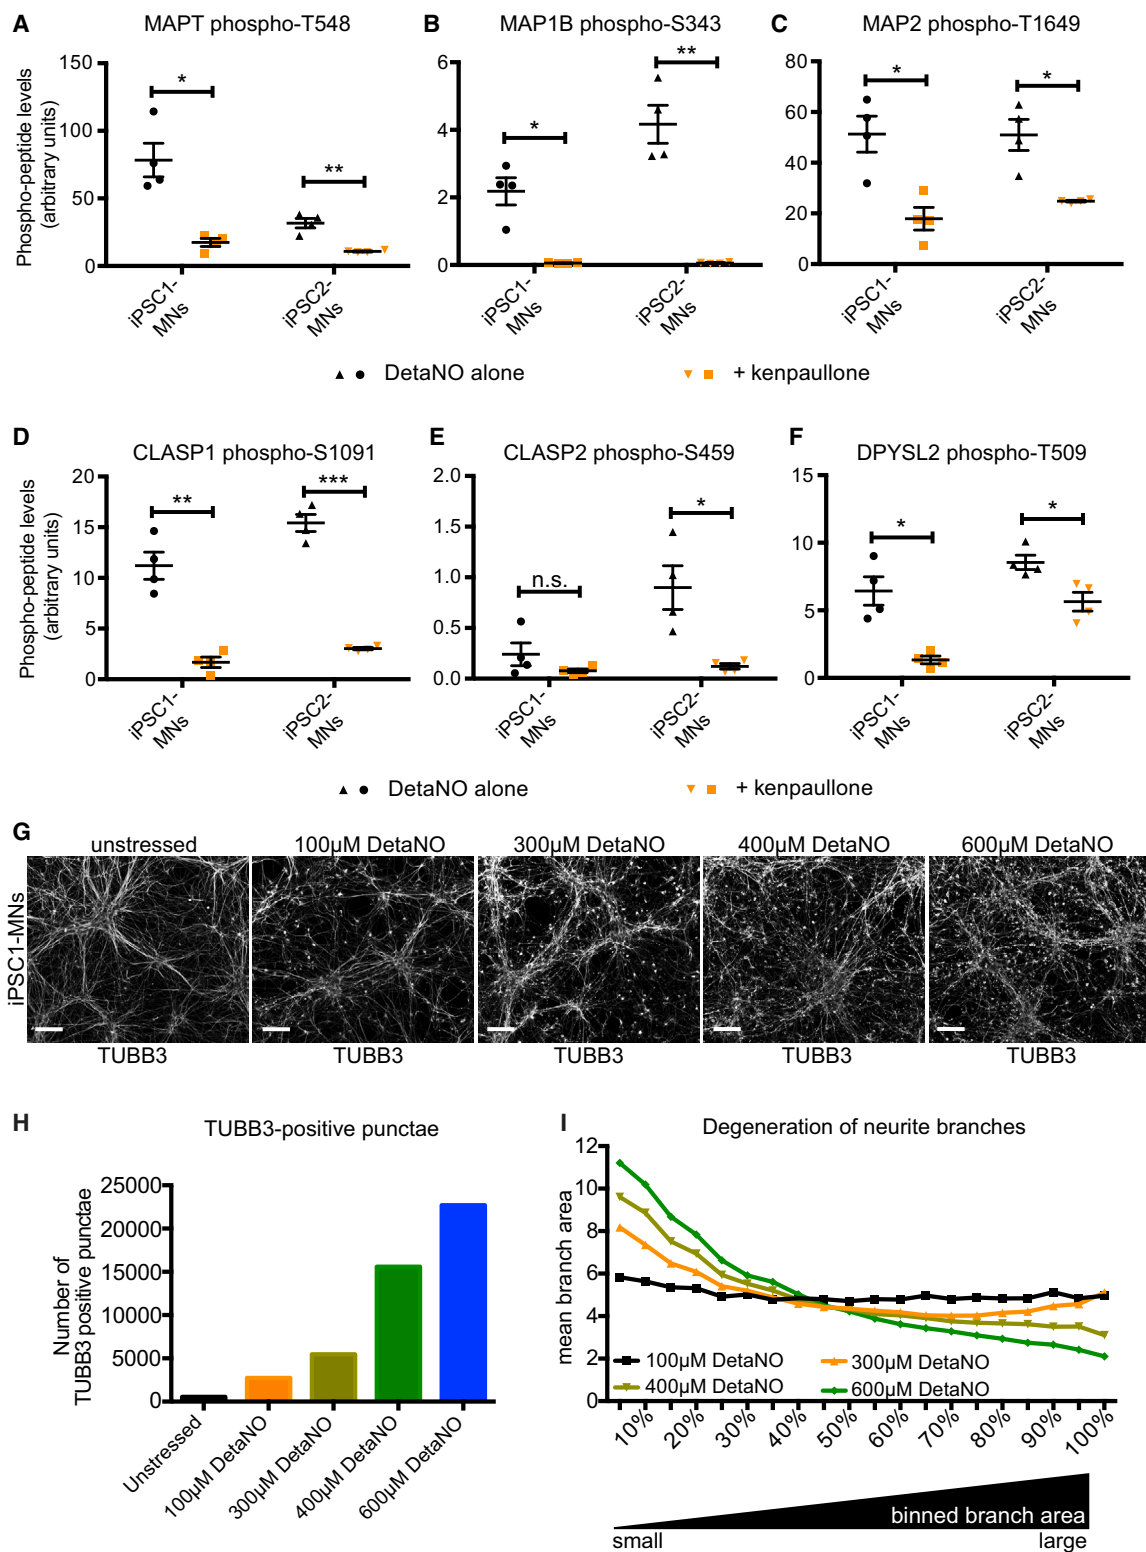 A
MAPT phospho-T548
B
MAP1B phospho-S343
C
MAP2 phospho-T1649
Phospho-peptide levels
(arbitrary units)
150
100
50
0
*
**
iPSC1-
MNs
iPSC2-
MNs
6
4
2
0
*
**
iPSC1-
MNs
iPSC2-
MNs
80
60
40
20
0
*
*
iPSC1-
MNs
iPSC2-
MNs
DetaNO alone
+ kenpaullone
D
CLASP1 phospho-S1091
E
CLASP2 phospho-S459
F
DPYSL2 phospho-T509
Phospho-peptide levels
(arbitrary units)
20
15
10
5
0
**
***
iPSC1-
MNs
iPSC2-
MNs
2.0
1.5
1.0
0.5
0.0
n.s.
*
iPSC1-
MNs
iPSC2-
MNs
15
10
5
0
*
*
iPSC1-
MNs
iPSC2-
MNs
DetaNO alone
+ kenpaullone
G
unstressed
100µM DetaNO
300µM DetaNO
400µM DetaNO
600µM DetaNO
iPSC1-MNs
TUBB3
TUBB3
TUBB3
TUBB3
TUBB3
H
TUBB3-positive punctae
Number of
TUBB3 positive punctae
25000
20000
15000
10000
5000
0
Unstressed
100µM DetaNO
300µM DetaNO
400µM DetaNO
600µM DetaNO
I
Degeneration of neurite branches
mean branch area
12
10
8
6
4
2
0
100µM DetaNO
300µM DetaNO
400µM DetaNO
600µM DetaNO
10%
20%
30%
40%
50%
60%
70%
80%
90%
100%
binned branch area
small
large